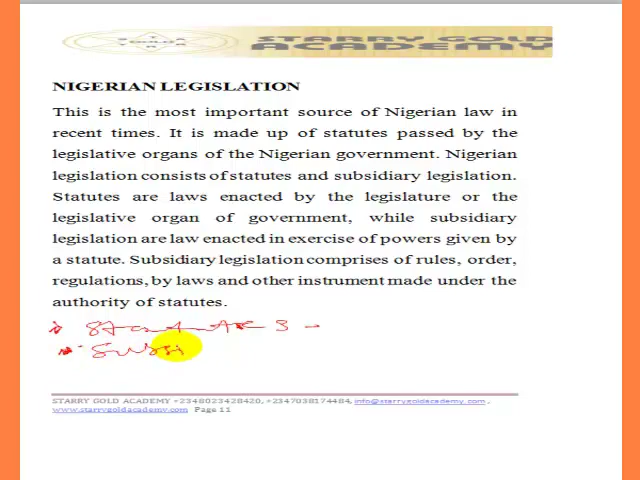 STARRY GOLD
ACADEMY
NIGERIAN LEGISLATION
This is the most important source of Nigerian law in
recent times. It is made up of statutes passed by the
legislative organs of the Nigerian government. Nigerian
legislation consists of statutes and subsidiary legislation.
Statutes are laws enacted by the legislature or the
legislative organ of government, while subsidiary
legislation are law enacted in exercise of powers given by
a statute. Subsidiary legislation comprises of rules, order,
regulations, by laws and other instrument made under the
authority of statutes.
STARRY GOLD ACADEMY +2348023428420, +2347038174484, info@starrygoldacademy.com ,
www.starrygoldacademy.com Page 11